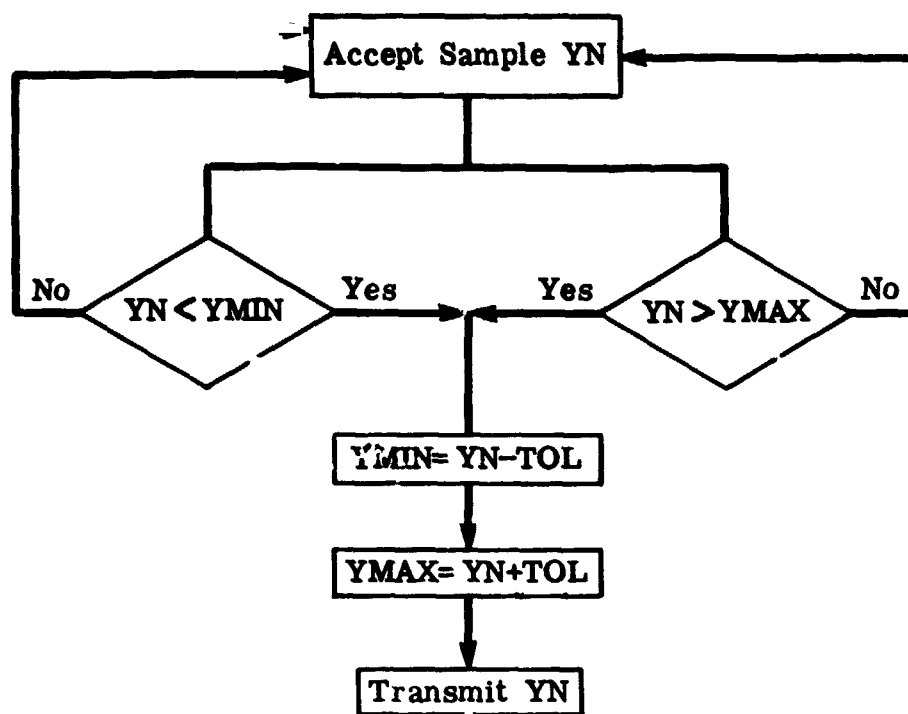 Accept Sample YN
No
YN < YMIN
Yes
Yes
YN > YMAX
No
YMIN= YN-TOL
YMAX= YN+TOL
Transmit YN